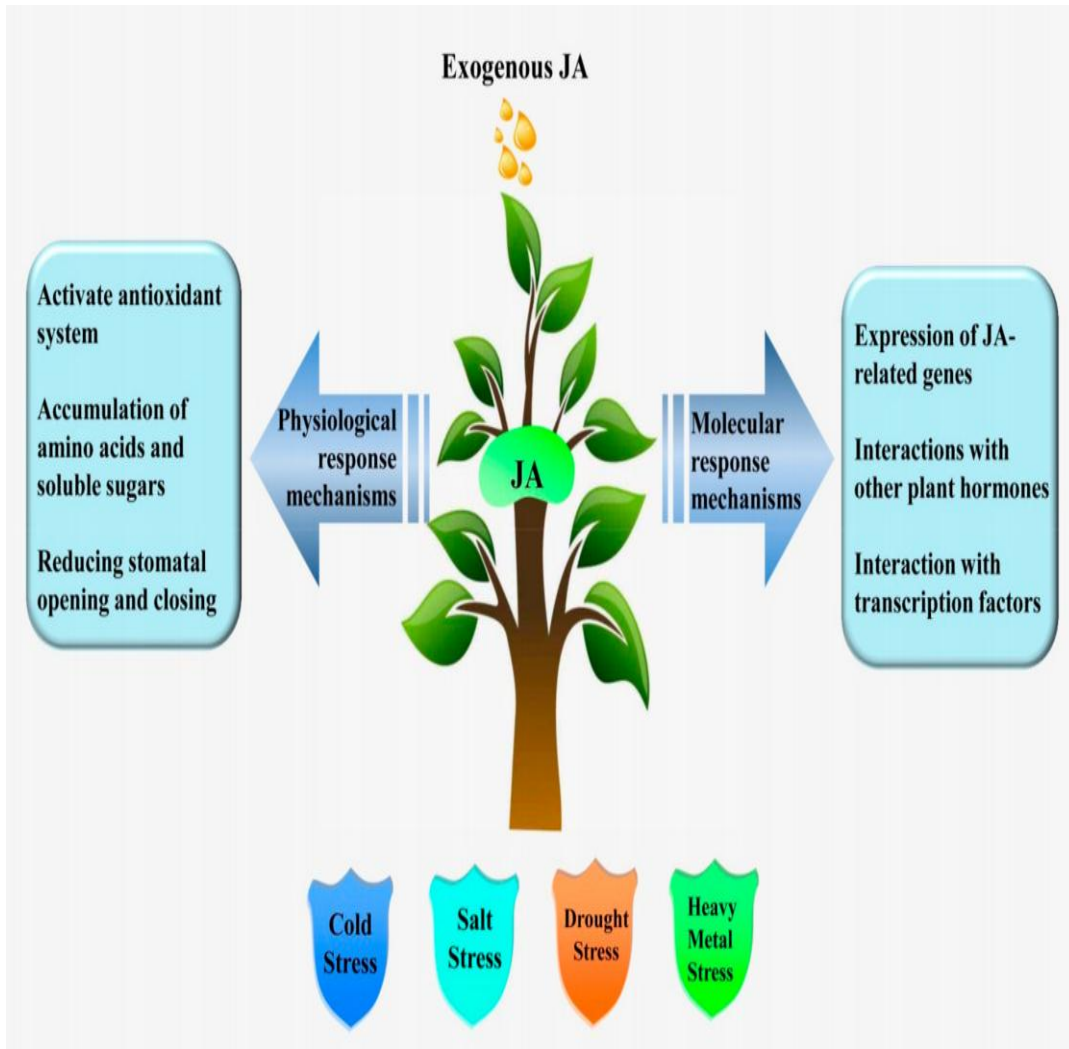 Exogenous JA
Activate antioxidant
system
Accumulation of
amino acids and
soluble sugars
Reducing stomatal
opening and closing
Physiological
response
mechanisms
JA
Molecular
response
mechanisms
Expression of JA-
related genes
Interactions with
other plant hormones
Interaction with
transcription factors
Cold
Stress
Salt
Stress
Drought
Stress
Heavy
Metal
Stress